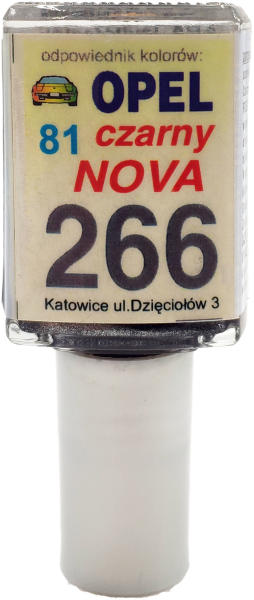 odpowiednik kolorów:
OPEL
81 czarny
NOVA
266
Katowice ul.Dzięciołów 3